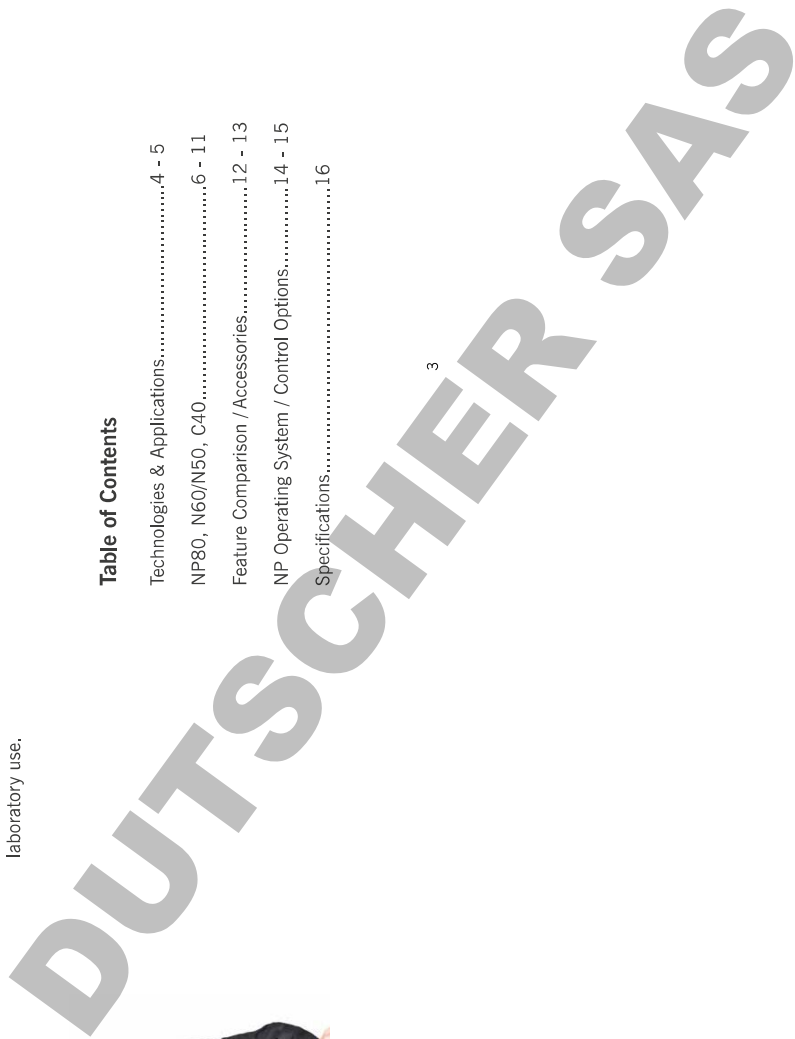 laboratory use.
Table of Contents
Technologies & Applications..............................4 - 5
NP80, N60/N50, C40.....................................6 - 11
Feature Comparison / Accessories......................12 - 13
NP Operating System / Control Options..............14 - 15
Specifications.................................................16
3
DUTSCHER SAS